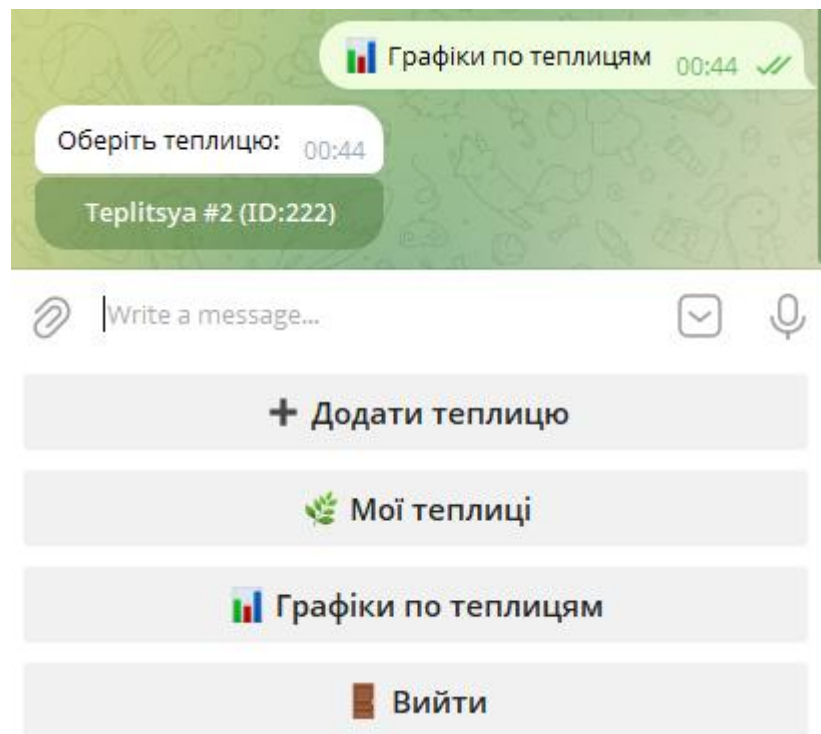 📊 Графіки по теплицям 00:44
Оберіть теплицю: 00:44
Teplitsya #2 (ID:222)
Write a message...
➕ Додати теплицю
🌿 Мої теплиці
📊 Графіки по теплицям
🚪 Вийти